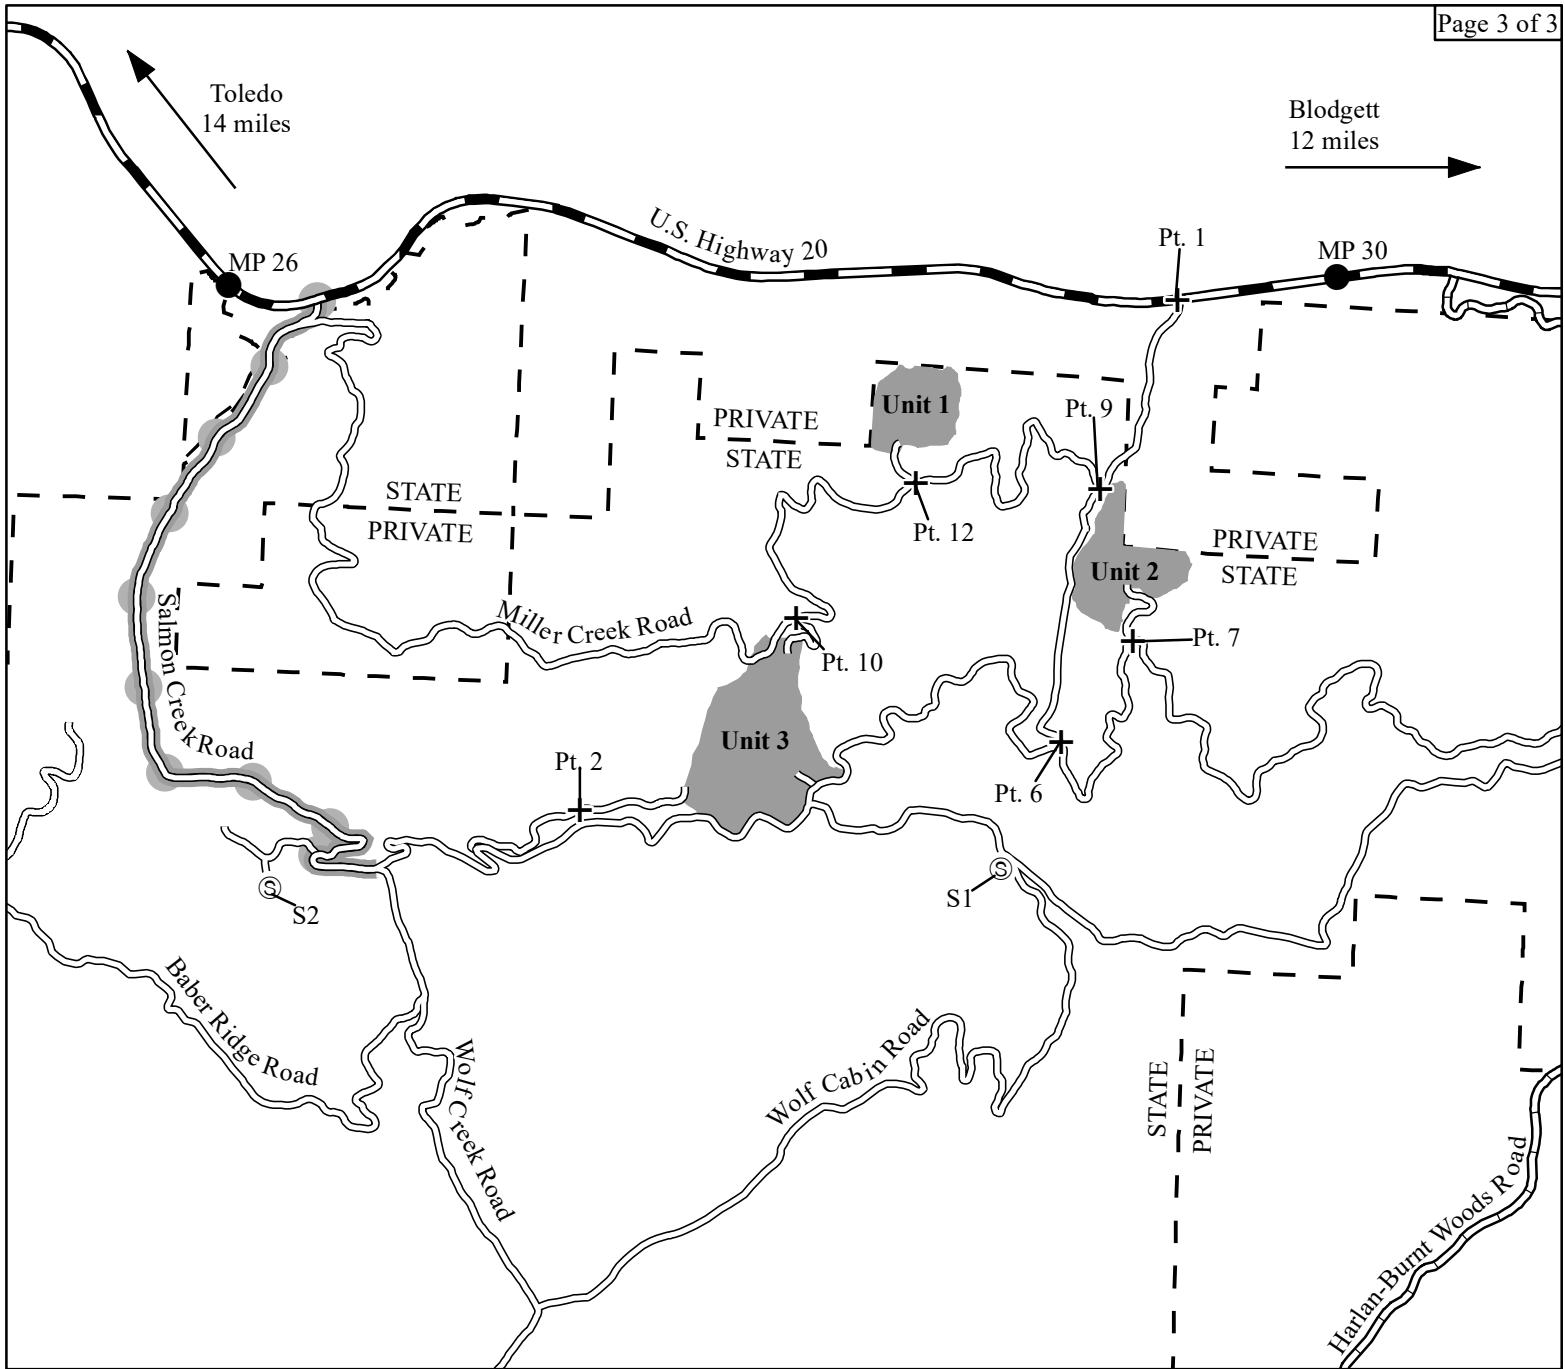 Page 3 of 3
Toledo
14 miles
Blodgett
12 miles
U.S. Highway 20
Pt. 1
MP 30
MP 26
Unit 1
Pt. 9
PRIVATE
STATE
STATE
PRIVATE
Pt. 12
PRIVATE
STATE
Unit 2
Salmon Creek Road
Miller Creek Road
Pt. 7
Pt. 10
Unit 3
Pt. 2
Pt. 6
S
S1
S
S2
Baber Ridge Road
Wolf Creek Road
Wolf Cabin Road
STATE
PRIVATE
Harlan-Burnt Woods Road